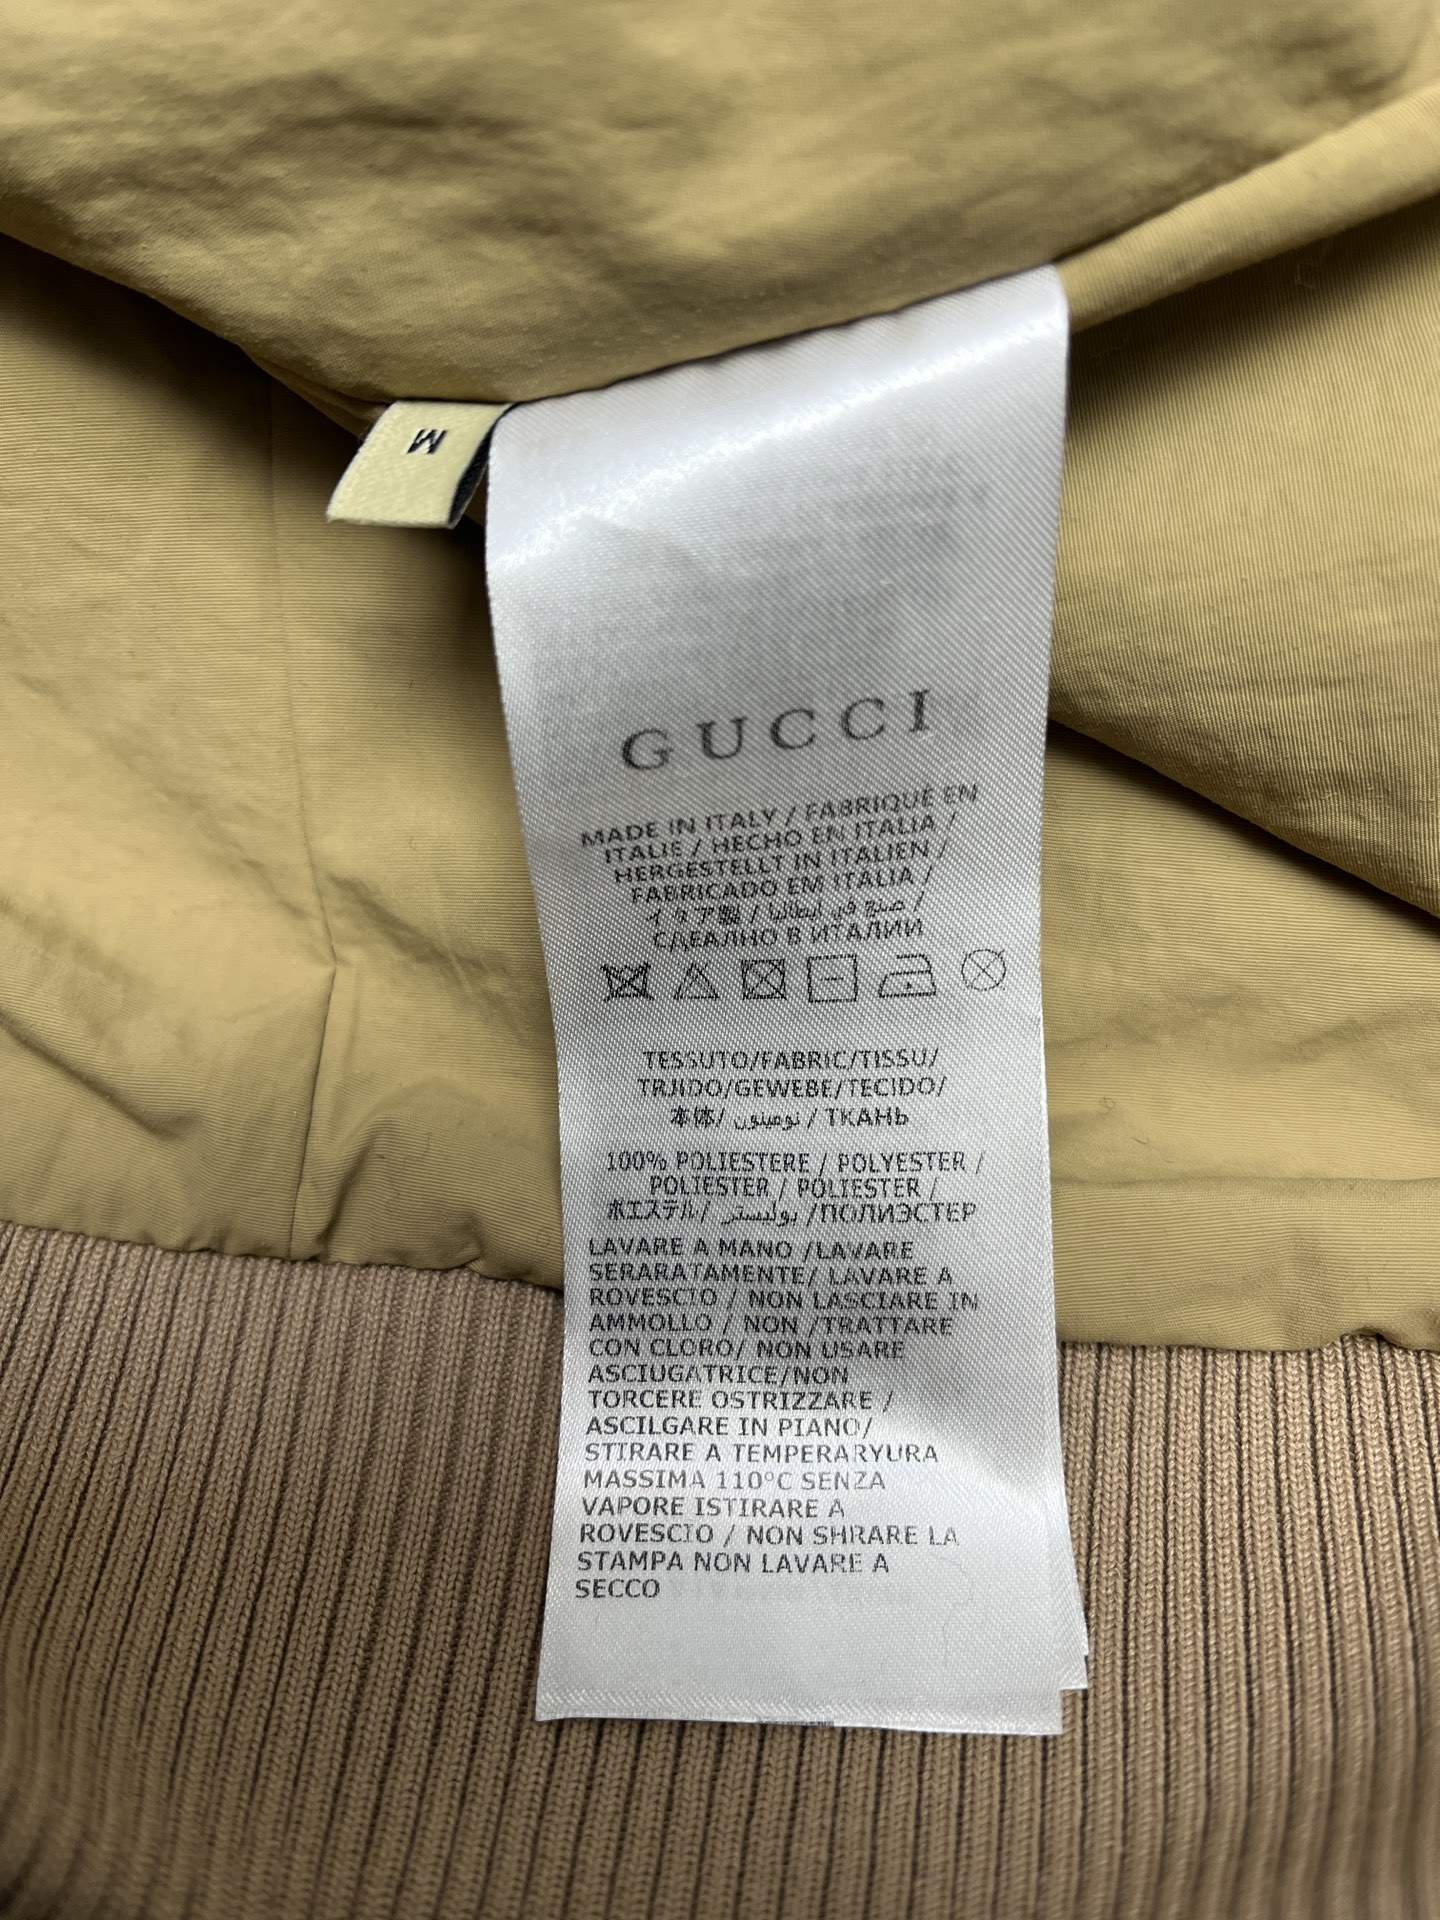 M
GUCCI
MADE IN ITALY / FABRIQUÉ EN
ITALIE / HECHO EN ITALIA /
HERGESTELLT IN ITALIEN /
FABRICADO EM ITALIA /
イタリア製 / صنع في ايطاليا /
СДЕАЛНО В ИТАЛИИ
TESSUTO/FABRIC/TISSU/
TRJIDO/GEWEBE/TECIDO/
本体/ نومينون / ТКАНЬ
100% POLIESTERE / POLYESTER /
POLIESTER / POLIESTER /
ポエステル/ بوليستر /ПОЛИЭСТЕР
LAVARE A MANO /LAVARE
SERARATAMENTE/ LAVARE A
ROVESCIO / NON LASCIARE IN
AMMOLLO / NON /TRATTARE
CON CLORO/ NON USARE
ASCIUGATRICE/NON
TORCERE OSTRIZZARE /
ASCILGARE IN PIANO/
STIRARE A TEMPERARYURA
MASSIMA 110°C SENZA
VAPORE ISTIRARE A
ROVESCIO / NON SHRARE LA
STAMPA NON LAVARE A
SECCO